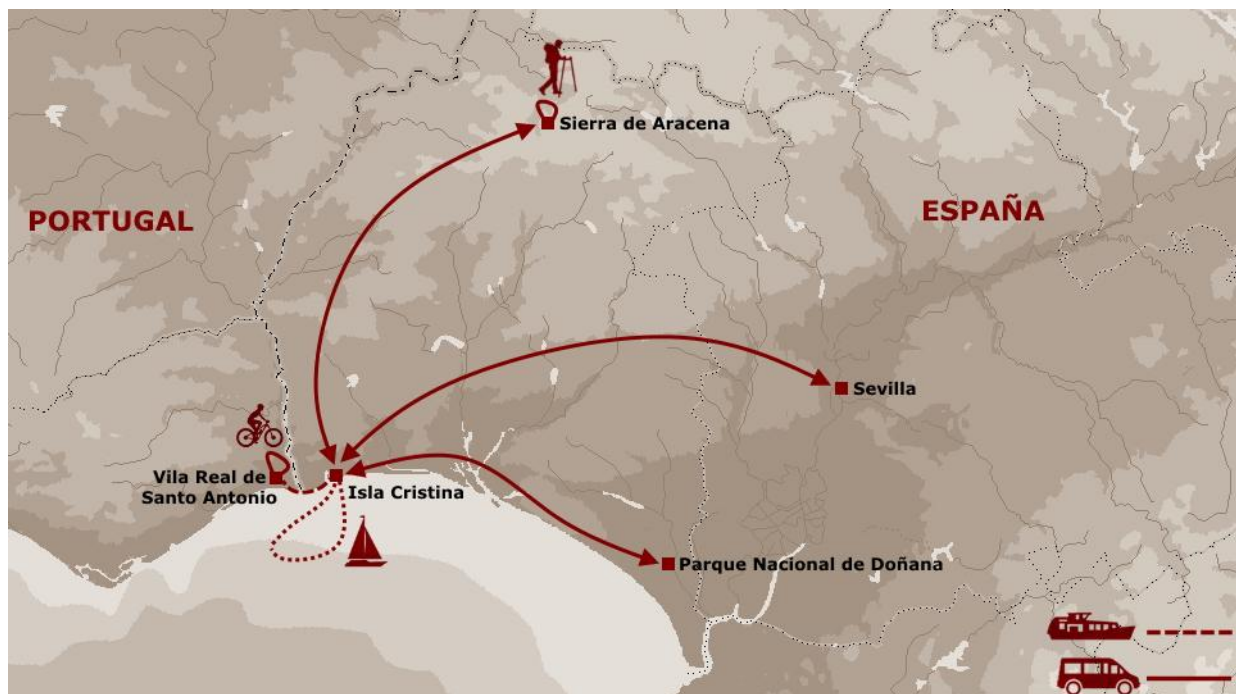 Sierra de Aracena
PORTUGAL
ESPAÑA
Sevilla
Vila Real de
Santo Antonio
Isla Cristina
Parque Nacional de Doñana